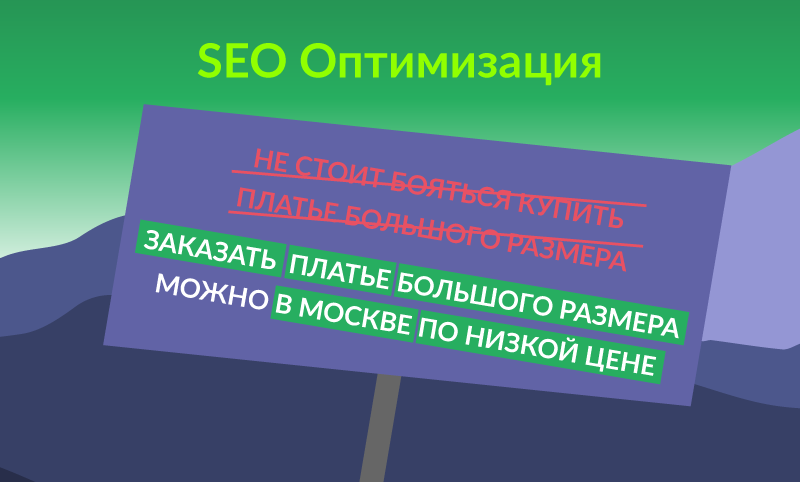 SEO Оптимизация
НЕ СТОИТ БОЯТЬСЯ КУПИТЬ
ПЛАТЬЕ БОЛЬШОГО РАЗМЕРА
ЗАКАЗАТЬ ПЛАТЬЕ БОЛЬШОГО РАЗМЕРА
МОЖНО В МОСКВЕ ПО НИЗКОЙ ЦЕНЕ